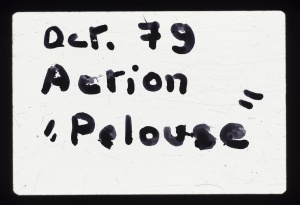 Oct. 79
Action
"Pelouse"